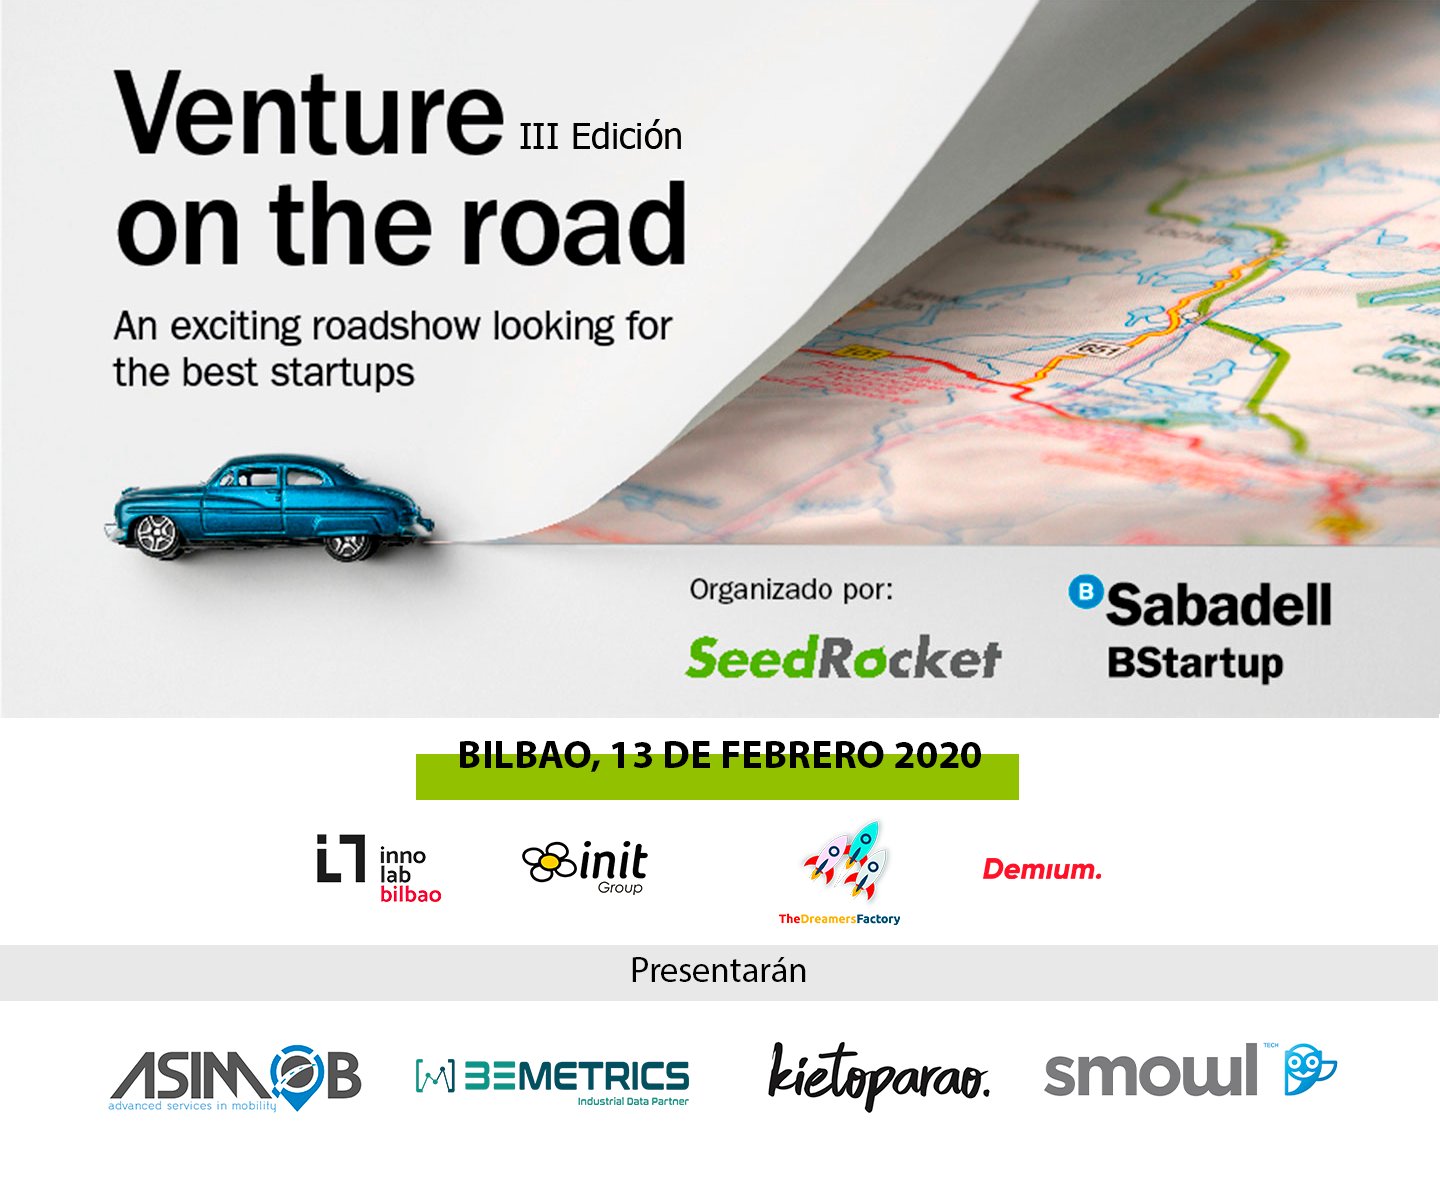 Venture III Edición
on the road
An exciting roadshow looking for
the best startups
101
651
Organizado por:
SeedRocket
B Sabadell
BStartup
BILBAO, 13 DE FEBRERO 2020
inno
lab
bilbao
init
Group
TheDreamersFactory
Demium.
Presentarán
ASIMOB
advanced services in mobility
BEMETRICS
Industrial Data Partner
kietoparao.
smowl TECH